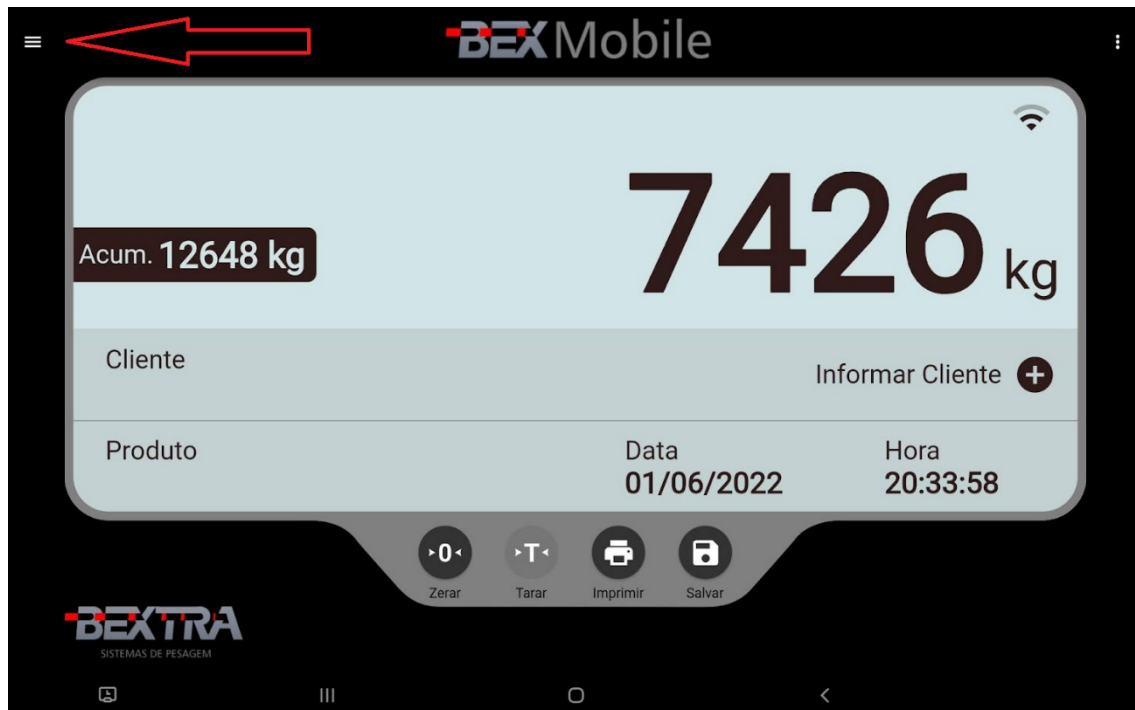 BEX Mobile
7426 kg
Acum. 12648 kg
Cliente
Informar Cliente
Produto
Data
01/06/2022
Hora
20:33:58
0
T
Zerar
Tarar
Imprimir
Salvar
BEXTRA
SISTEMAS DE PESAGEM